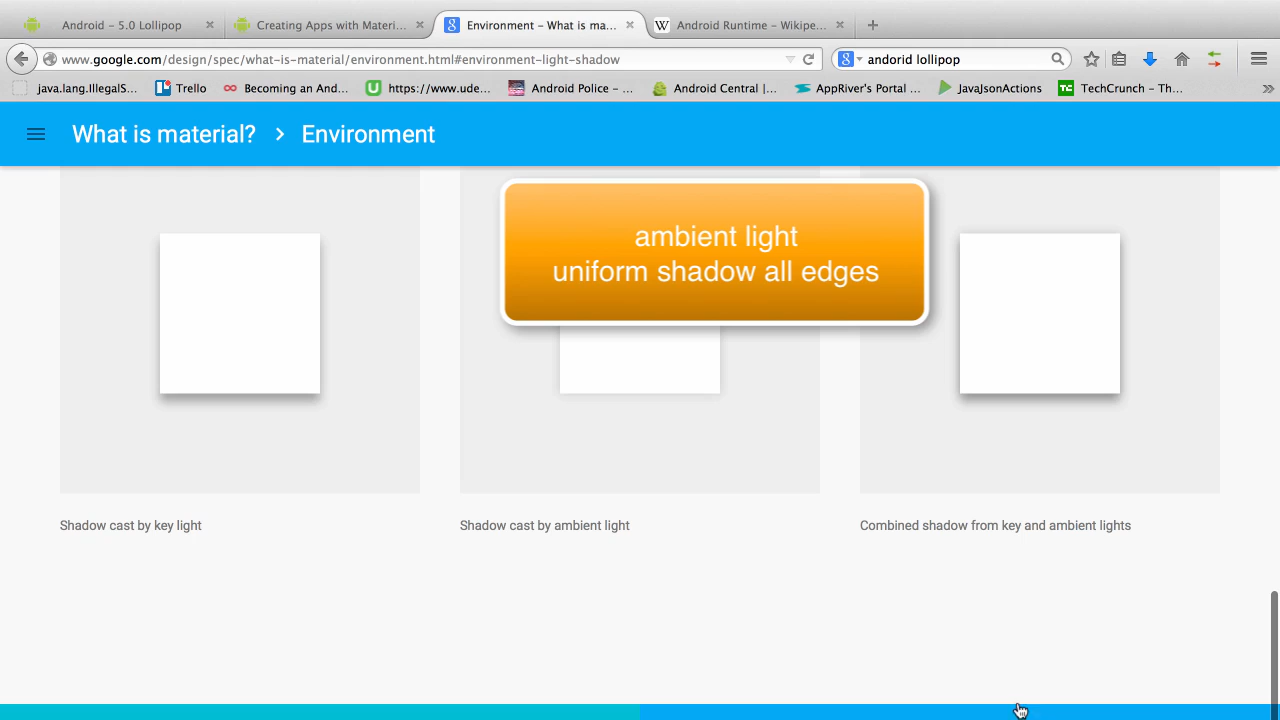 Android – 5.0 Lollipop
Creating Apps with Materi...
Environment – What is ma...
Android Runtime – Wikipe...
www.google.com/design/spec/what-is-material/environment.html#environment-light-shadow
andorid lollipop
java.lang.IllegalS...
Trello
Becoming an And...
https://www.ude...
Android Police – ...
Android Central |...
AppRiver's Portal ...
JavaJsonActions
TechCrunch – Th...
What is material? > Environment
ambient light
uniform shadow all edges
Shadow cast by key light
Shadow cast by ambient light
Combined shadow from key and ambient lights